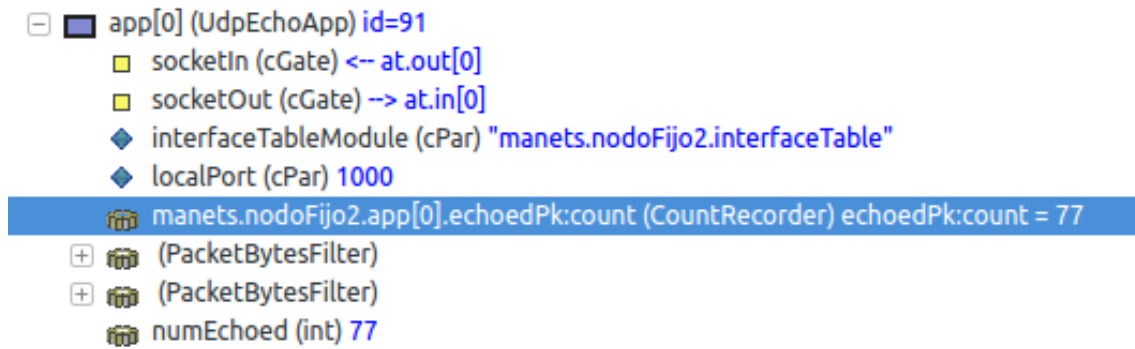 app[0] (UdpEchoApp) id=91
socketIn (cGate) <-- at.out[0]
socketOut (cGate) --> at.in[0]
interfaceTableModule (cPar) "manets.nodoFijo2.interfaceTable"
localPort (cPar) 1000
manets.nodoFijo2.app[0].echoedPk:count (CountRecorder) echoedPk:count = 77
(PacketBytesFilter)
(PacketBytesFilter)
numEchoed (int) 77